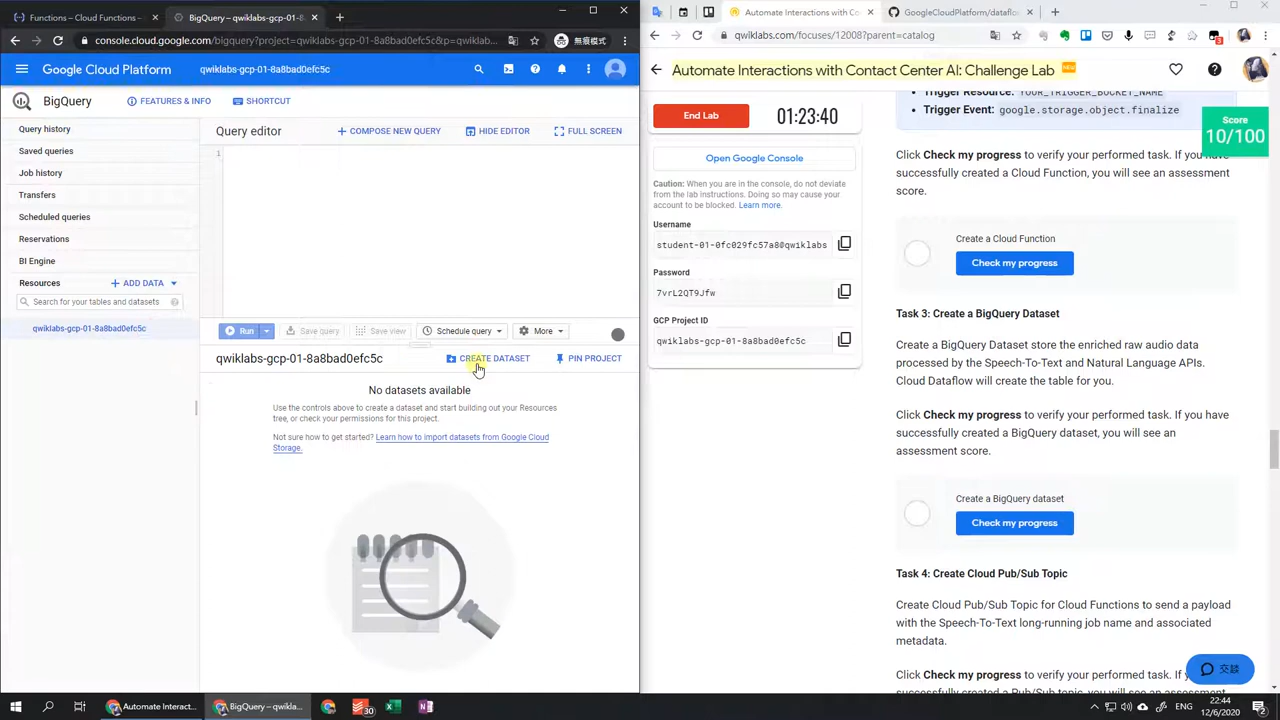 Functions – Cloud Functions –
BigQuery – qwiklabs-gcp-01-8
console.cloud.google.com/bigquery?project=qwiklabs-gcp-01-8a8bad0efc5c&p=qwiklab...
無痕模式
Google Cloud Platform
qwiklabs-gcp-01-8a8bad0efc5c
BigQuery
FEATURES & INFO
SHORTCUT
Query history
Saved queries
Job history
Transfers
Scheduled queries
Reservations
BI Engine
Resources
ADD DATA
Search for your tables and datasets
qwiklabs-gcp-01-8a8bad0efc5c
Query editor
COMPOSE NEW QUERY
HIDE EDITOR
FULL SCREEN
1
Run
Save query
Save view
Schedule query
More
qwiklabs-gcp-01-8a8bad0efc5c
CREATE DATASET
PIN PROJECT
No datasets available
Use the controls above to create a dataset and start building out your Resources
tree, or check your permissions for this project.
Not sure how to get started? Learn how to import datasets from Google Cloud
Storage.
Automate Interactions with Co
GoogleCloudPlatform/dataflow
qwiklabs.com/focuses/12008?parent=catalog
Automate Interactions with Contact Center AI: Challenge Lab
NEW
End Lab
01:23:40
Open Google Console
Caution: When you are in the console, do not deviate
from the lab instructions. Doing so may cause your
account to be blocked. Learn more.
Username
student-01-0fc029fc57a8@qwiklabs
Password
7vrL2QT9Jfw
GCP Project ID
qwiklabs-gcp-01-8a8bad0efc5c
Trigger Resource: YOUR_TRIGGER_BUCKET_NAME
Trigger Event: google.storage.object.finalize
Score
10/100
Click Check my progress to verify your performed task. If you have
successfully created a Cloud Function, you will see an assessment
score.
Create a Cloud Function
Check my progress
Task 3: Create a BigQuery Dataset
Create a BigQuery Dataset store the enriched raw audio data
processed by the Speech-To-Text and Natural Language APIs.
Cloud Dataflow will create the table for you.
Click Check my progress to verify your performed task. If you have
successfully created a BigQuery dataset, you will see an
assessment score.
Create a BigQuery dataset
Check my progress
Task 4: Create Cloud Pub/Sub Topic
Create Cloud Pub/Sub Topic for Cloud Functions to send a payload
with the Speech-To-Text long-running job name and associated
metadata.
Click Check my progress to verify your performed task. If you have
successfully created a Pub/Sub topic, you will see an assessment
交談
Automate Interact...
BigQuery – qwikla...
30
ENG
22:44
12/6/2020
2